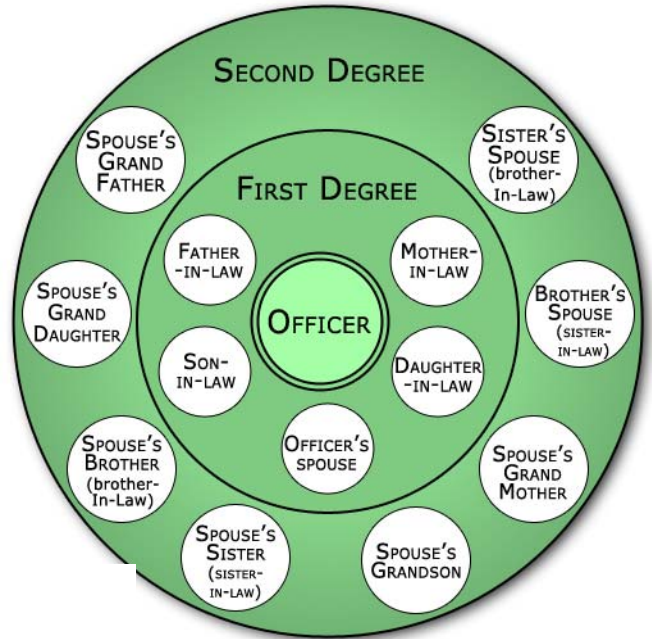 SECOND DEGREE
SPOUSE'S
GRAND
FATHER
SISTER'S
SPOUSE
(brother-
In-Law)
FIRST DEGREE
FATHER
-IN-LAW
MOTHER-
IN-LAW
SPOUSE'S
GRAND
DAUGHTER
OFFICER
BROTHER'S
SPOUSE
(SISTER-
IN-LAW)
SON-
IN-LAW
DAUGHTER
-IN-LAW
SPOUSE'S
BROTHER
(brother-
In-Law)
OFFICER'S
SPOUSE
SPOUSE'S
GRAND
MOTHER
SPOUSE'S
SISTER
(SISTER-
IN-LAW)
SPOUSE'S
GRANDSON